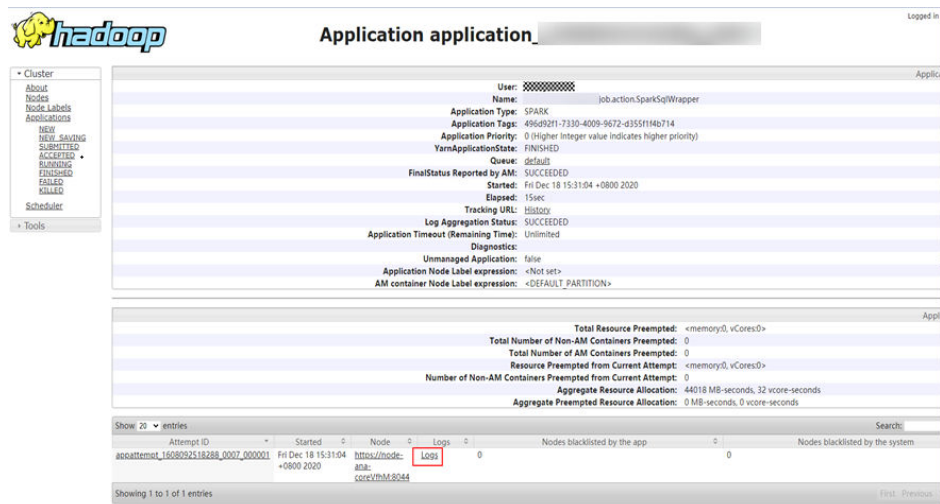 Logged in
hadoop
Application application_
Cluster
About
Nodes
Node Labels
Applications
NEW
NEW_SAVING
SUBMITTED
ACCEPTED
RUNNING
FINISHED
FAILED
KILLED
Scheduler
Tools
Applic
User:
Name: job.action.SparkSqlWrapper
Application Type: SPARK
Application Tags: 496d92f1-7330-4009-9672-d355f1f4b714
Application Priority: 0 (Higher Integer value indicates higher priority)
YarnApplicationState: FINISHED
Queue: default
FinalStatus Reported by AM: SUCCEEDED
Started: Fri Dec 18 15:31:04 +0800 2020
Elapsed: 15sec
Tracking URL: History
Log Aggregation Status: SUCCEEDED
Application Timeout (Remaining Time): Unlimited
Diagnostics:
Unmanaged Application: false
Application Node Label expression: <Not set>
AM container Node Label expression: <DEFAULT_PARTITION>
Appl
Total Resource Preempted: <memory:0, vCores:0>
Total Number of Non-AM Containers Preempted: 0
Total Number of AM Containers Preempted: 0
Resource Preempted from Current Attempt: <memory:0, vCores:0>
Number of Non-AM Containers Preempted from Current Attempt: 0
Aggregate Resource Allocation: 44018 MB-seconds, 32 vcore-seconds
Aggregate Preempted Resource Allocation: 0 MB-seconds, 0 vcore-seconds
Show 20 entries Search:
Attempt ID Started Node Logs Nodes blacklisted by the app Nodes blacklisted by the system
appattempt_1608092518288_0007_000001 Fri Dec 18 15:31:04 https://node- Logs 0 0
+0800 2020 ana-
coreVfhM:8044
Showing 1 to 1 of 1 entries First Previous